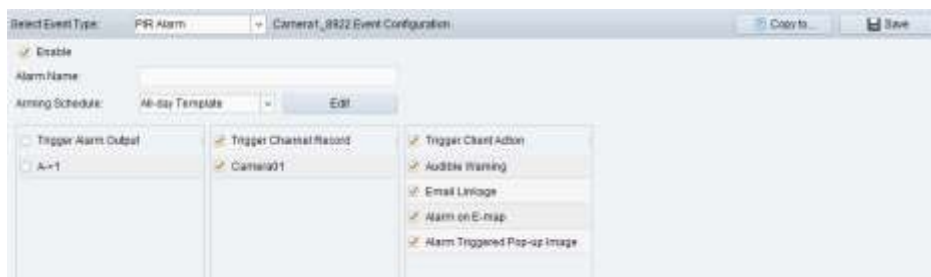 Select Event Type: PIR Alarm Camera1_8922 Event Configuration Copy to... Save
Enable
Alarm Name:
Arming Schedule: All-day Template Edit
Trigger Alarm Output Trigger Channel Record Trigger Client Action
A->1 Camera01 Audible Warning
Email Linkage
Alarm on E-map
Alarm Triggered Pop-up Image